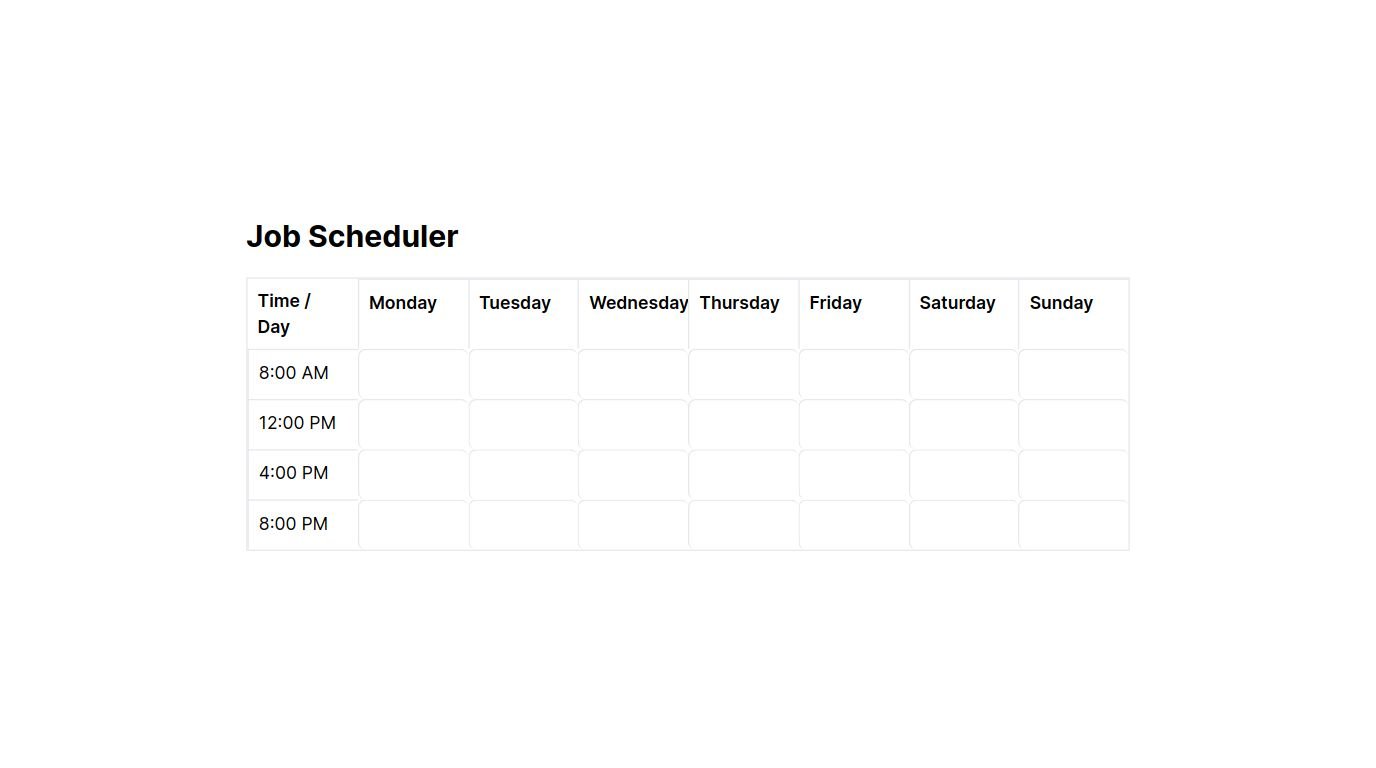 Job Scheduler
Time /
Day
Monday
Tuesday
Wednesday
Thursday
Friday
Saturday
Sunday
8:00 AM
12:00 PM
4:00 PM
8:00 PM